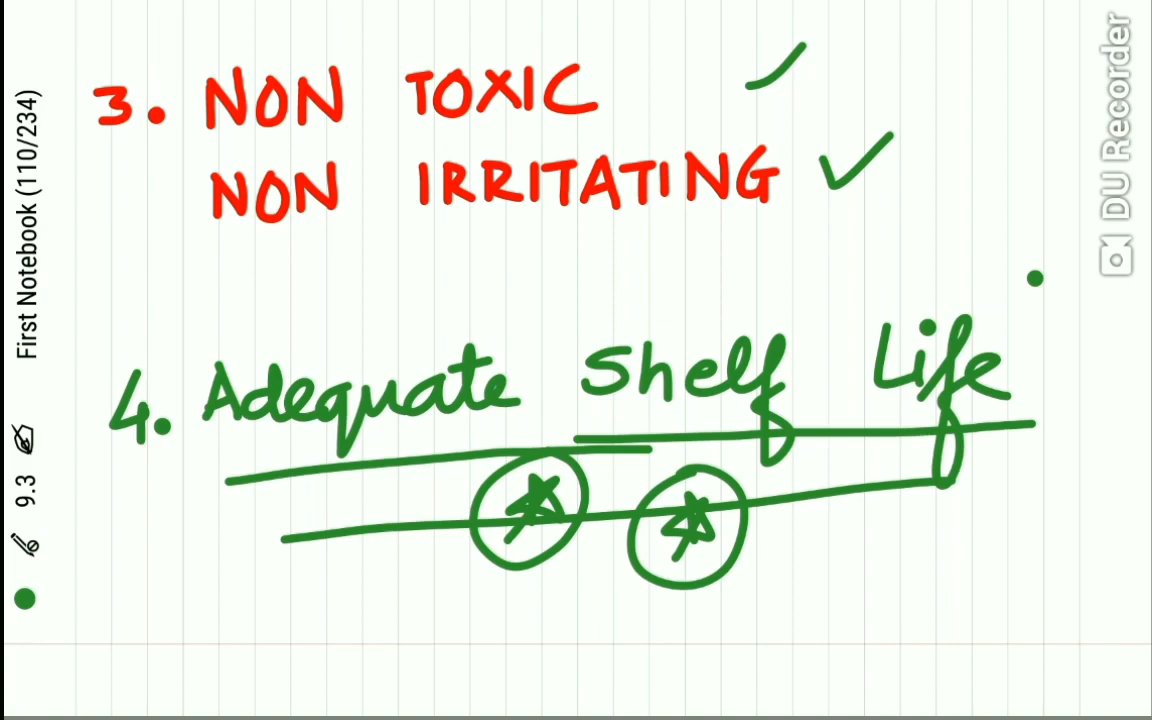 3. NON TOXIC
NON IRRITATING
4. Adequate Shelf Life
First Notebook (110/234)
9.3
DU Recorder